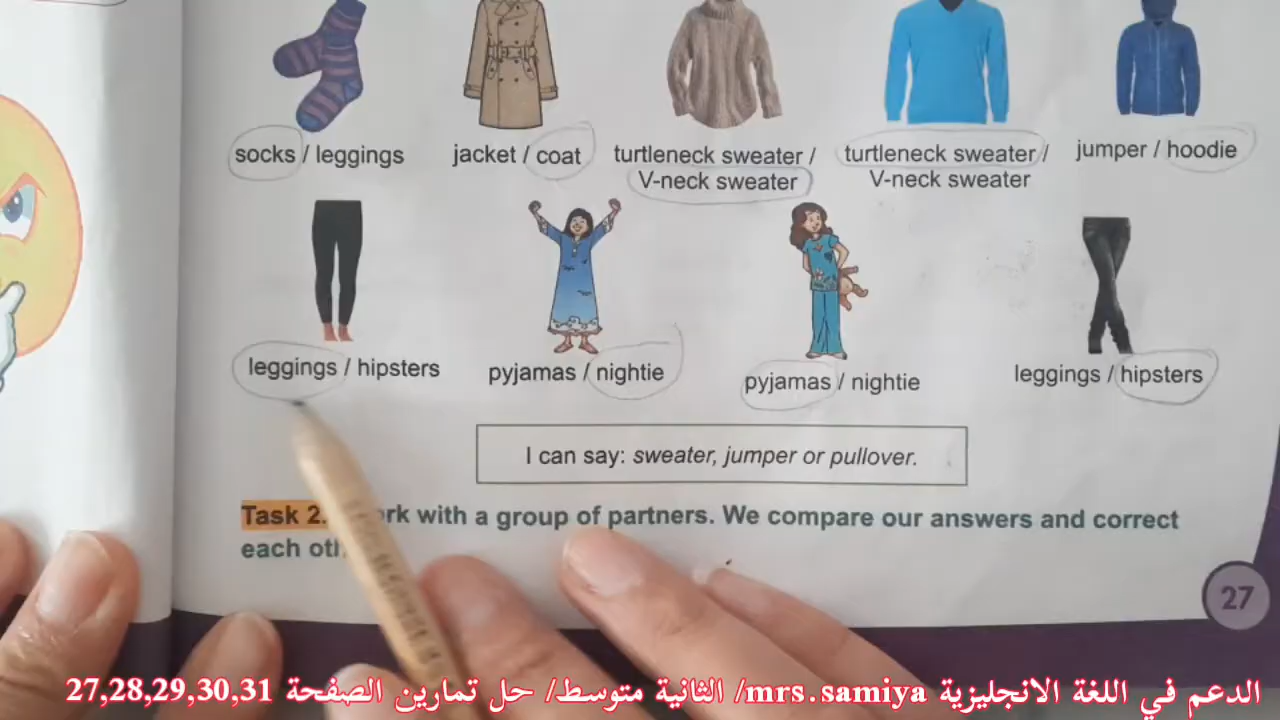 socks / leggings
jacket / coat
turtleneck sweater /
V-neck sweater
turtleneck sweater /
V-neck sweater
jumper / hoodie
leggings / hipsters
pyjamas / nightie
pyjamas / nightie
leggings / hipsters
I can say: sweater, jumper or pullover.
Task 2. with a group of partners. We compare our answers and correct
each
27
الدعم في اللغة الانجليزية mrs.samiya/ الثانية متوسط/ حل تمارين الصفحة 27,28,29,30,31